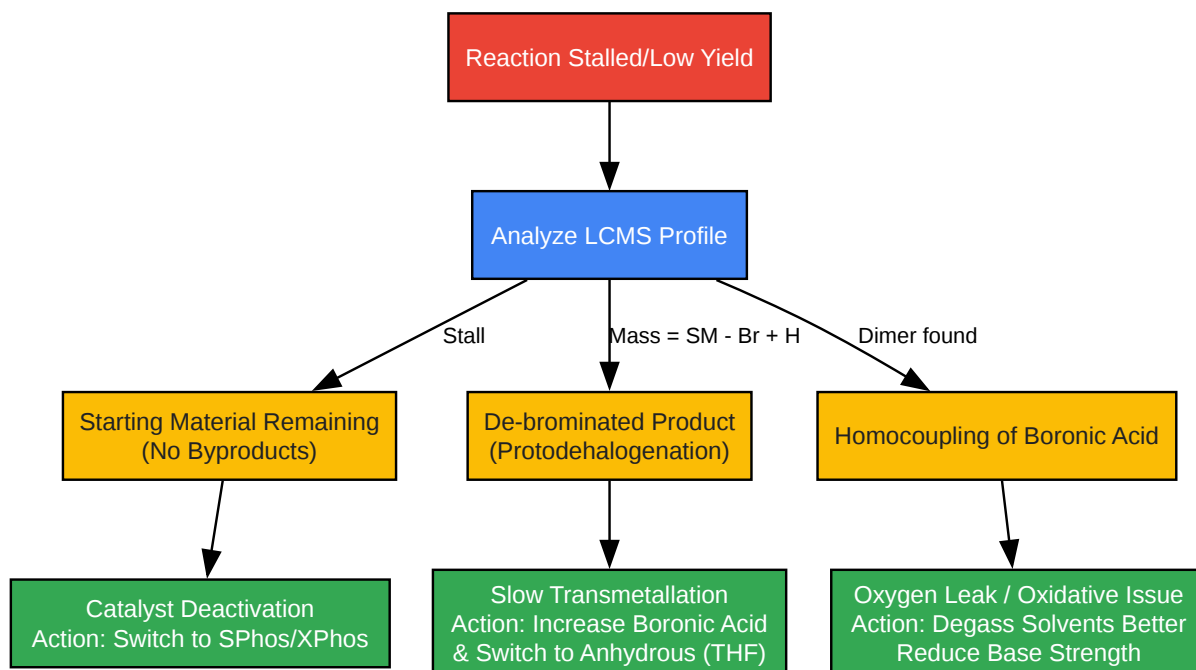 Reaction Stalled/Low Yield
Analyze LCMS Profile
Stall
Mass = SM - Br + H
Dimer found
Starting Material Remaining
(No Byproducts)
De-brominated Product
(Protodehalogenation)
Homocoupling of Boronic Acid
Catalyst Deactivation
Action: Switch to SPhos/XPhos
Slow Transmetallation
Action: Increase Boronic Acid
& Switch to Anhydrous (THF)
Oxygen Leak / Oxidative Issue
Action: Degass Solvents Better
Reduce Base Strength